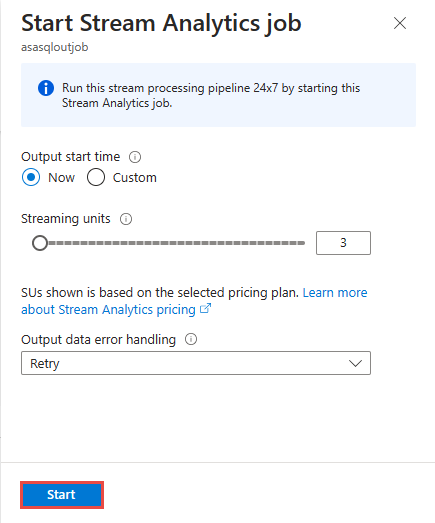 Start Stream Analytics job
asasqloutjob
Run this stream processing pipeline 24x7 by starting this
Stream Analytics job.
Output start time
Now Custom
Streaming units
3
SUs shown is based on the selected pricing plan. Learn more
about Stream Analytics pricing
Output data error handling
Retry
Start